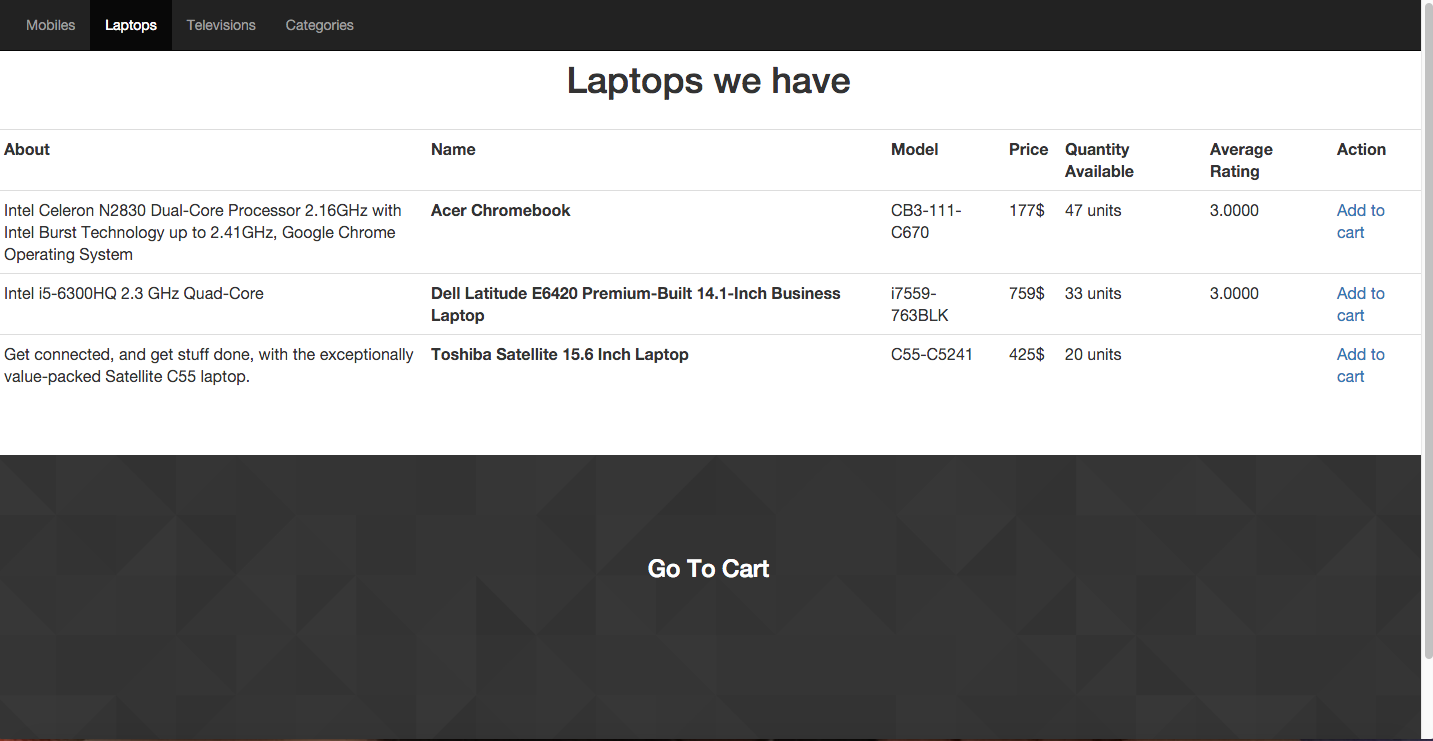 Mobiles Laptops Televisions Categories
Laptops we have
About Name Model Price Quantity Available Average Rating Action
Intel Celeron N2830 Dual-Core Processor 2.16GHz with Intel Burst Technology up to 2.41GHz, Google Chrome Operating System Acer Chromebook CB3-111-C670 177$ 47 units 3.0000 Add to cart
Intel i5-6300HQ 2.3 GHz Quad-Core Dell Latitude E6420 Premium-Built 14.1-Inch Business Laptop i7559-763BLK 759$ 33 units 3.0000 Add to cart
Get connected, and get stuff done, with the exceptionally value-packed Satellite C55 laptop. Toshiba Satellite 15.6 Inch Laptop C55-C5241 425$ 20 units Add to cart
Go To Cart